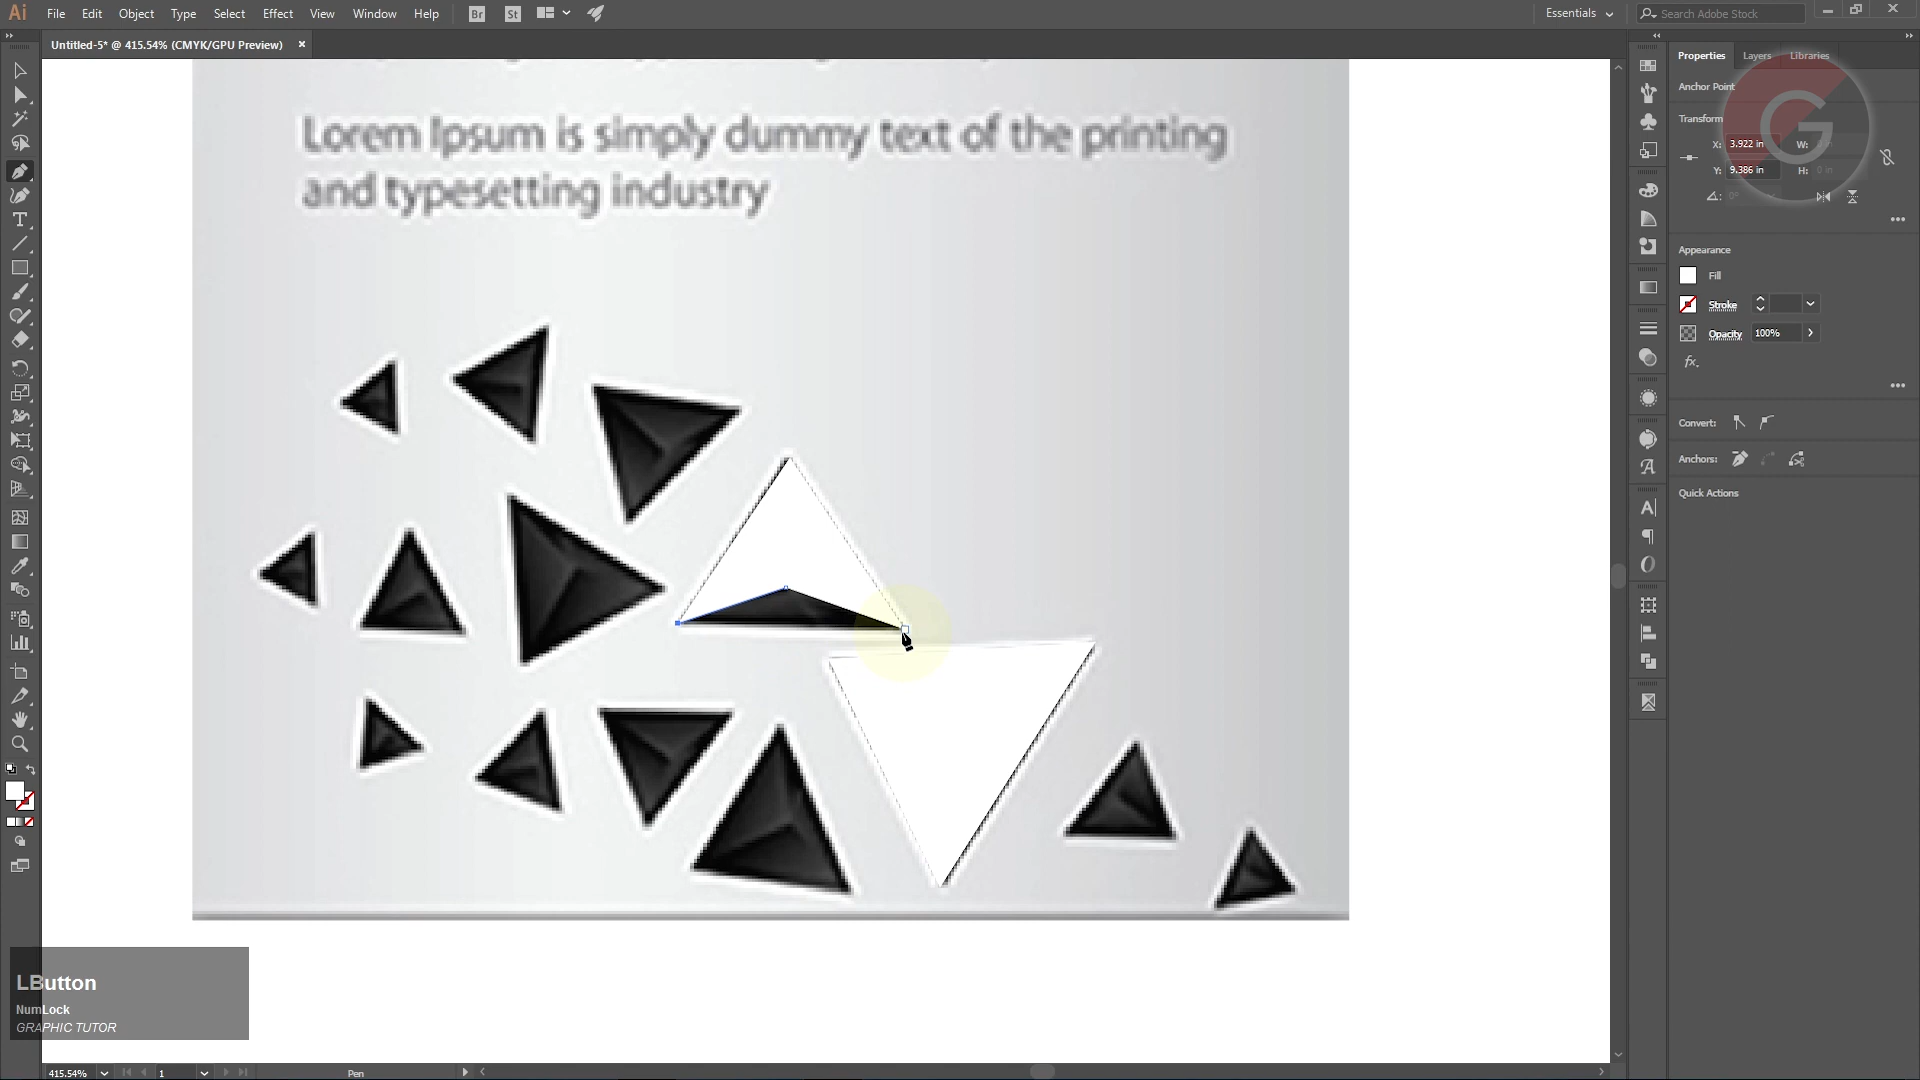 Ai File Edit Object Type Select Effect View Window Help Br St Essentials Search Adobe Stock
Untitled-5* @ 415.54% (CMYK/GPU Preview) ×
Properties Layers Libraries
Anchor Point
Transform
X: 3.922 in W:
Y: 9.386 in H: 0 in
G
Appearance
Fill
Stroke
Opacity 100%
fx.
Convert:
Anchors:
Quick Actions
Lorem Ipsum is simply dummy text of the printing
and typesetting industry
LButton
NumLock
GRAPHIC TUTOR
415.54% 1 Pen